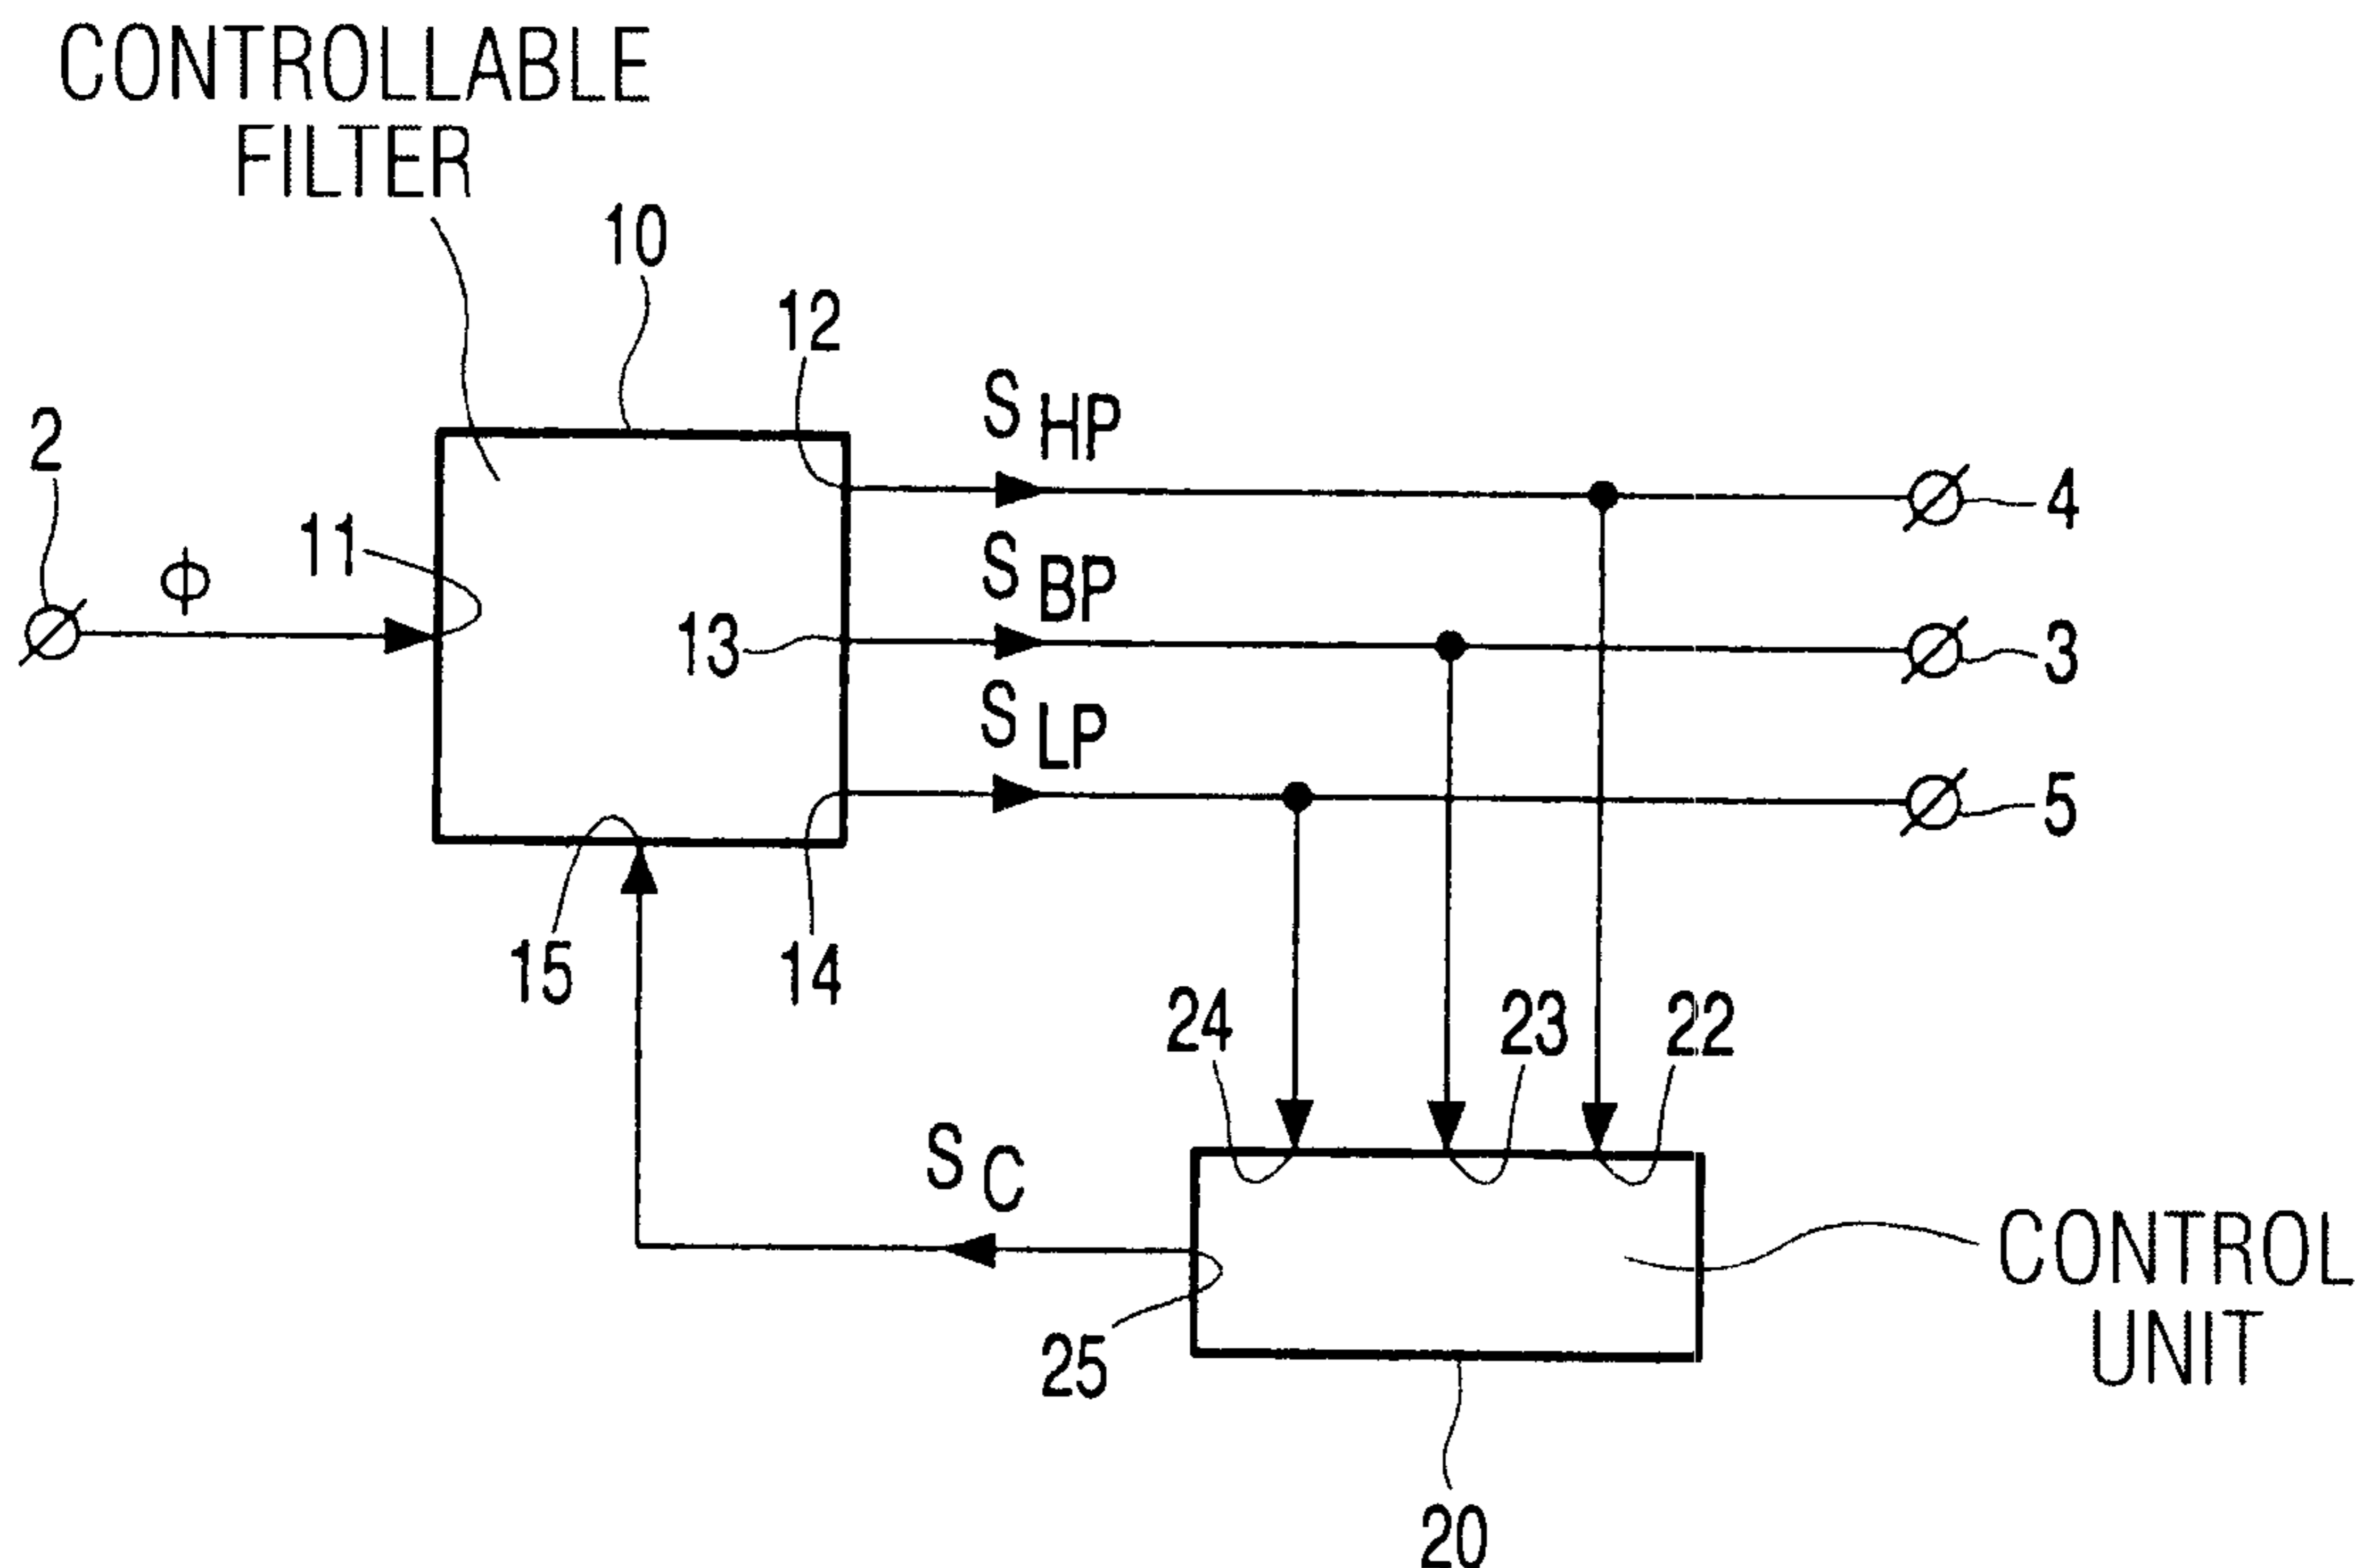 CONTROLLABLE
FILTER
10
12
S HP
2
4
11
Φ
S BP
13
3
S LP
5
15
14
24
23
22
S C
CONTROL
UNIT
25
20